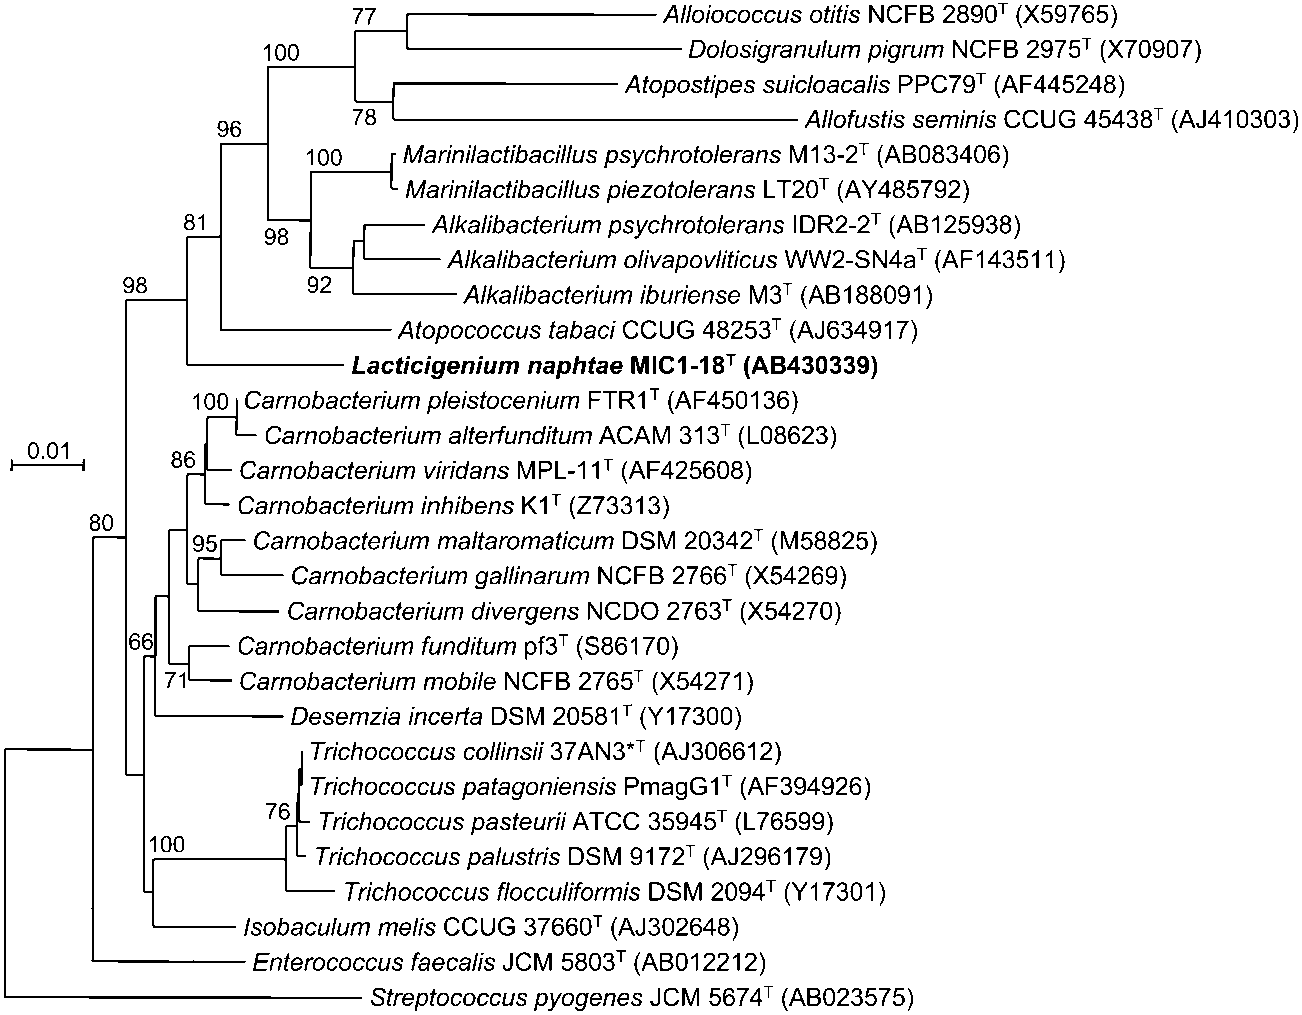 77
Alloiococcus otitis NCFB 2890ᵀ (X59765)
Dolosigranulum pigrum NCFB 2975ᵀ (X70907)
100
Atopostipes suicloacalis PPC79ᵀ (AF445248)
78
Allofustis seminis CCUG 45438ᵀ (AJ410303)
96
100
Marinilactibacillus psychrotolerans M13-2ᵀ (AB083406)
Marinilactibacillus piezotolerans LT20ᵀ (AY485792)
81
98
Alkalibacterium psychrotolerans IDR2-2ᵀ (AB125938)
Alkalibacterium olivapovliticus WW2-SN4aᵀ (AF143511)
98
92
Alkalibacterium iburiense M3ᵀ (AB188091)
Atopococcus tabaci CCUG 48253ᵀ (AJ634917)
Lacticigenium naphtae MIC1-18ᵀ (AB430339)
100
Carnobacterium pleistocenium FTR1ᵀ (AF450136)
Carnobacterium alterfunditum ACAM 313ᵀ (L08623)
0.01
86
Carnobacterium viridans MPL-11ᵀ (AF425608)
Carnobacterium inhibens K1ᵀ (Z73313)
80
95
Carnobacterium maltaromaticum DSM 20342ᵀ (M58825)
Carnobacterium gallinarum NCFB 2766ᵀ (X54269)
Carnobacterium divergens NCDO 2763ᵀ (X54270)
66
Carnobacterium funditum pf3ᵀ (S86170)
71
Carnobacterium mobile NCFB 2765ᵀ (X54271)
Desemzia incerta DSM 20581ᵀ (Y17300)
Trichococcus collinsii 37AN3*ᵀ (AJ306612)
Trichococcus patagoniensis PmagG1ᵀ (AF394926)
76
Trichococcus pasteurii ATCC 35945ᵀ (L76599)
100
Trichococcus palustris DSM 9172ᵀ (AJ296179)
Trichococcus flocculiformis DSM 2094ᵀ (Y17301)
Isobaculum melis CCUG 37660ᵀ (AJ302648)
Enterococcus faecalis JCM 5803ᵀ (AB012212)
Streptococcus pyogenes JCM 5674ᵀ (AB023575)